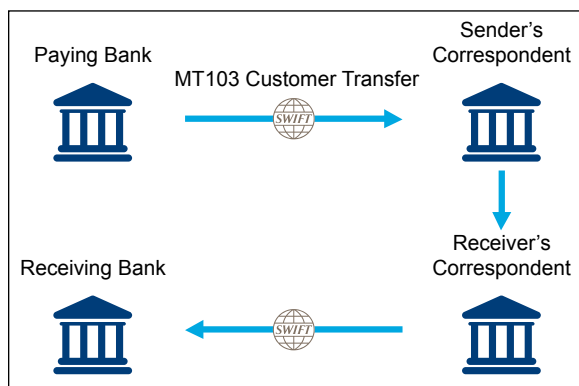 Paying Bank
MT103 Customer Transfer
SWIFT
Sender's
Correspondent
Receiver's
Correspondent
Receiving Bank
SWIFT